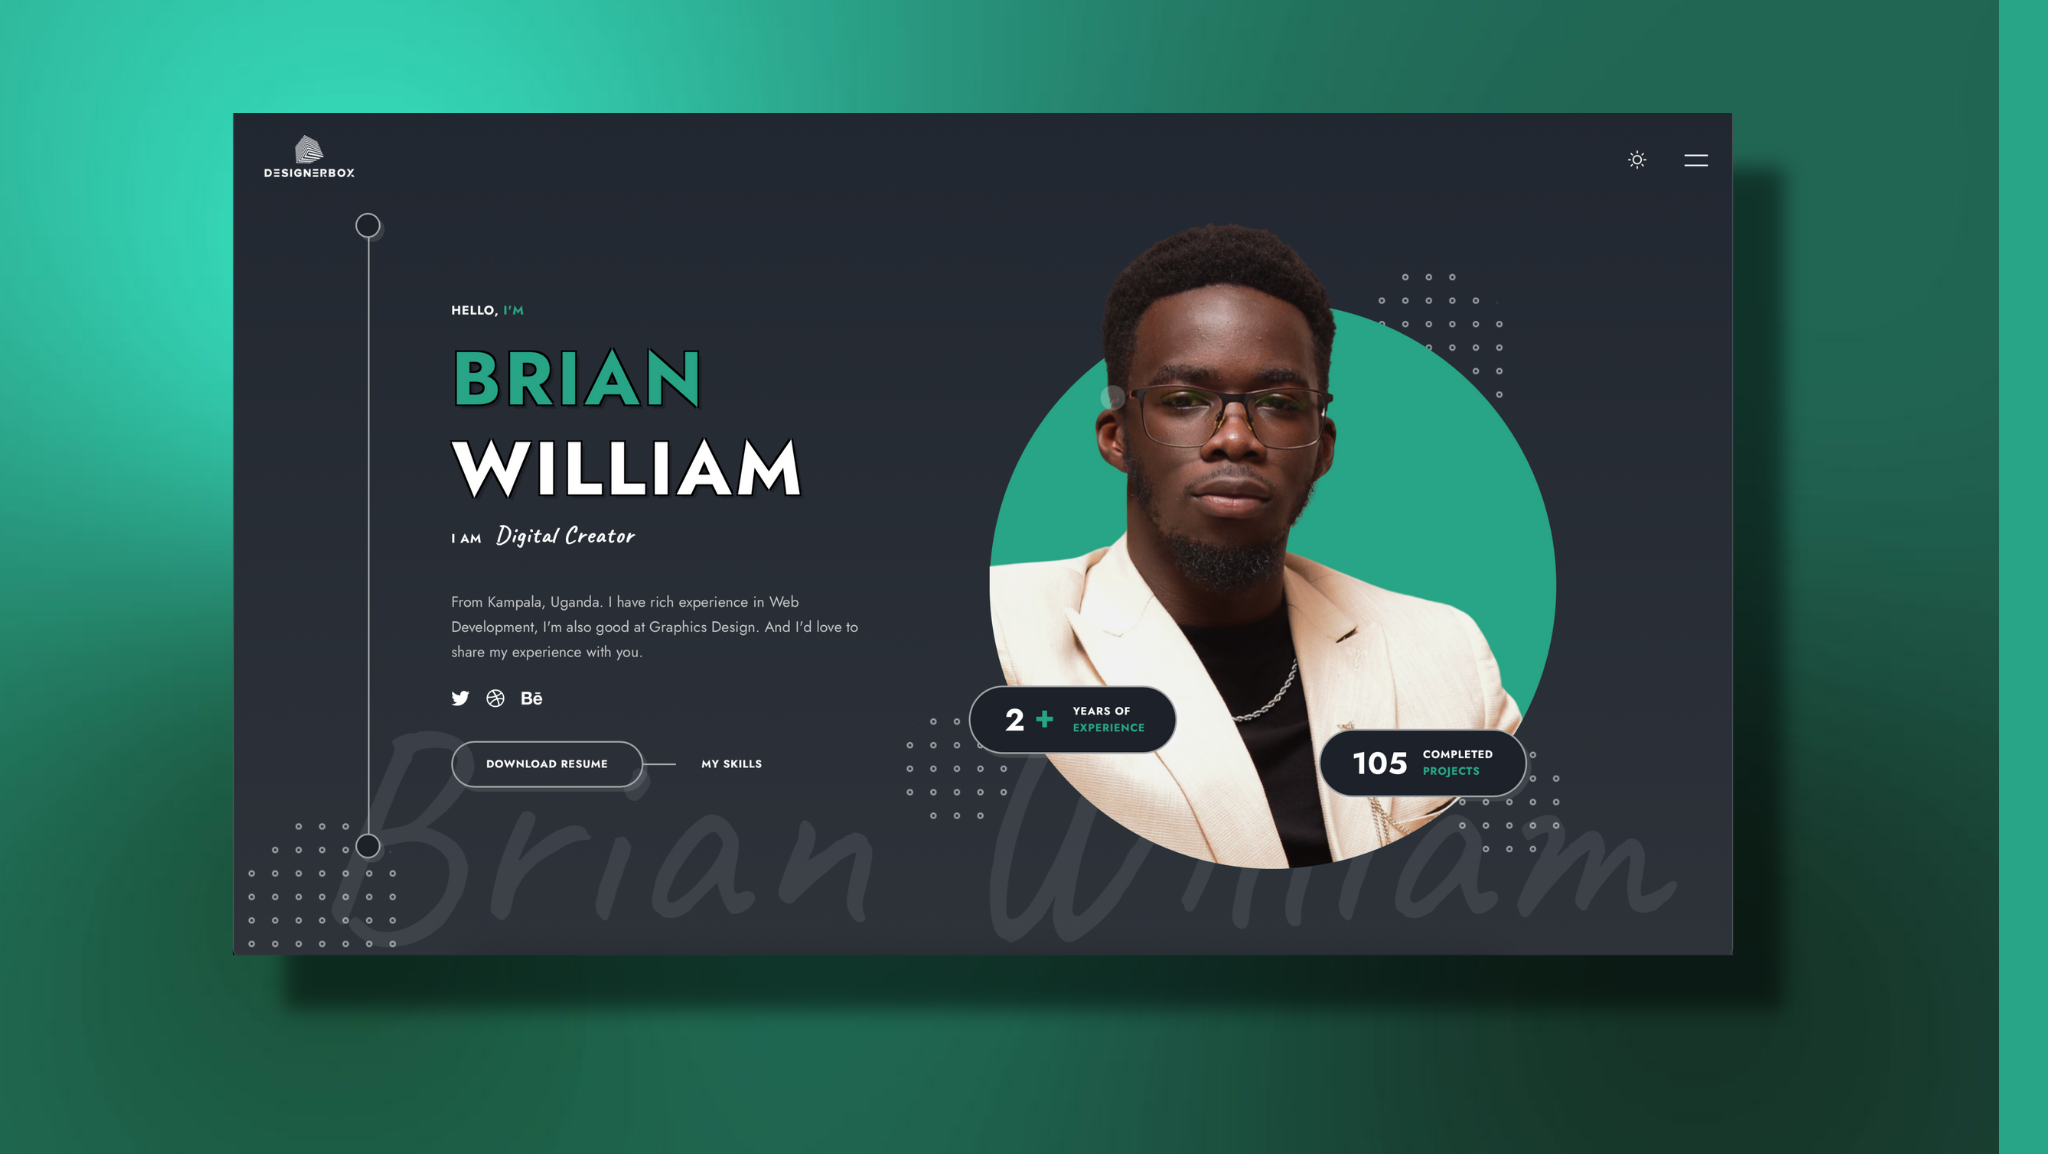 DESIGNERBOX
HELLO, I'M
BRIAN
WILLIAM
I AM Digital Creator
From Kampala, Uganda. I have rich experience in Web
Development, I'm also good at Graphics Design. And I'd love to
share my experience with you.
Bē
DOWNLOAD RESUME
MY SKILLS
2 + YEARS OF
EXPERIENCE
105 COMPLETED
PROJECTS
Brian William